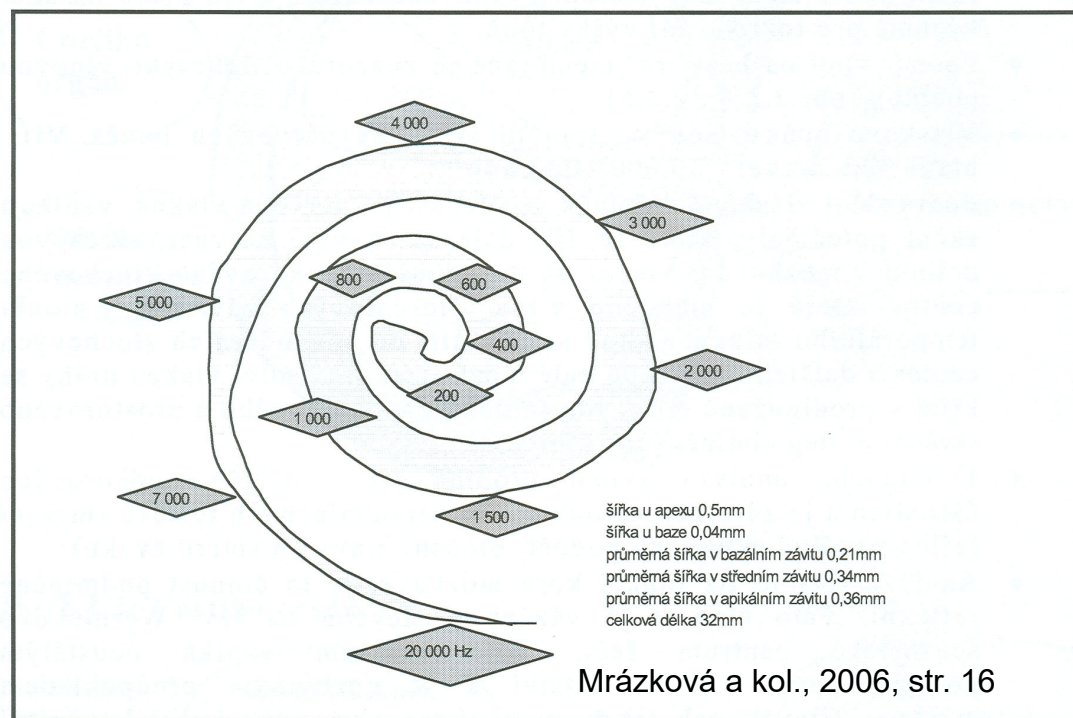 4 000
3 000
800
600
5 000
400
2 000
200
1 000
7 000
1 500
šířka u apexu 0,5mm
šířka u baze 0,04mm
průměrná šířka v bazálním závitu 0,21mm
průměrná šířka v středním závitu 0,34mm
průměrná šířka v apikálním závitu 0,36mm
celková délka 32mm
20 000 Hz
Mrázková a kol., 2006, str. 16